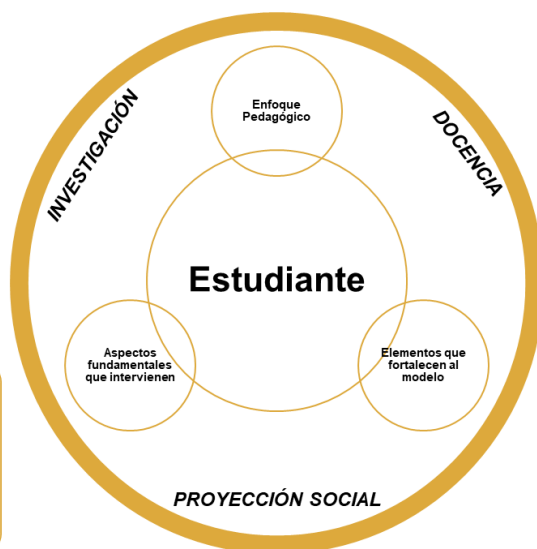 Enfoque
Pedagógico
INVESTIGACIÓN
DOCENCIA
Estudiante
Aspectos
fundamentales
que intervienen
Elementos que
fortalecen al
modelo
PROYECCIÓN SOCIAL